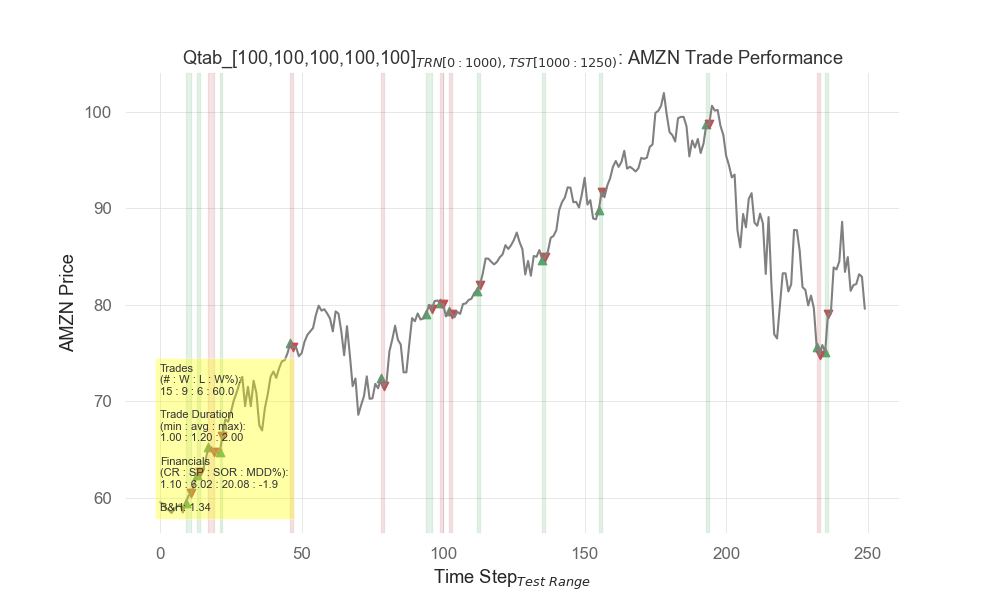 Qtab_[100,100,100,100,100]TRN[0 : 1000), TST[1000 : 1250): AMZN Trade Performance
AMZN Price
100
90
80
70
60
Trades
(# : W : L : W%):
15 : 9 : 6 : 60.0
Trade Duration
(min : avg : max):
1.00 : 1.20 : 2.00
Financials
(CR : SP : SOR : MDD%):
1.10 : 6.02 : 20.08 : -1.9
B&H: 1.34
0 50 100 150 200 250
Time StepTest Range